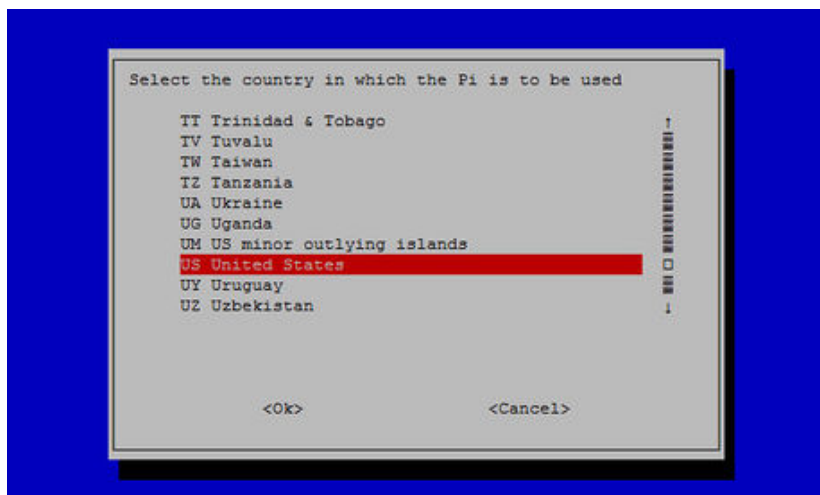 Select the country in which the Pi is to be used
TT Trinidad & Tobago
TV Tuvalu
TW Taiwan
TZ Tanzania
UA Ukraine
UG Uganda
UM US minor outlying islands
US United States
UY Uruguay
UZ Uzbekistan
<Ok> <Cancel>